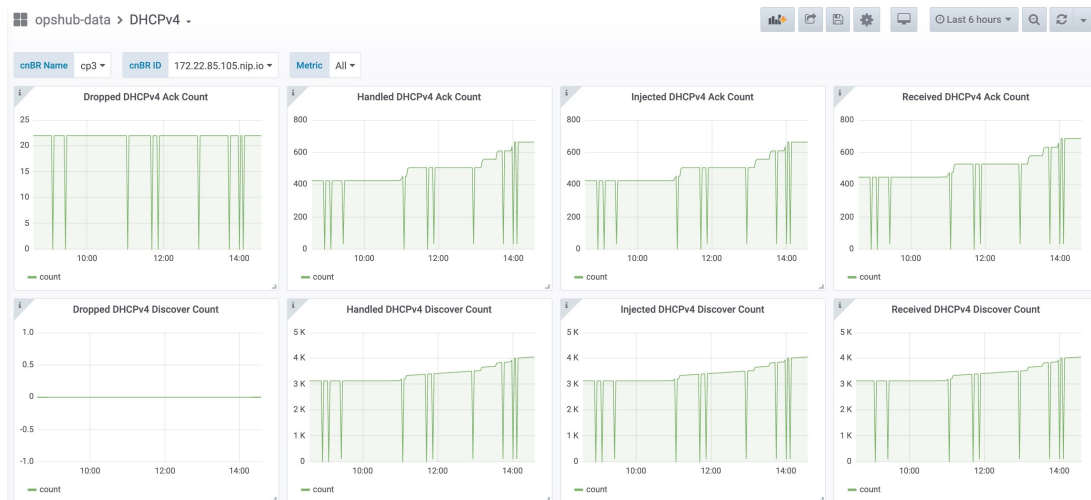 opshub-data > DHCPv4
Last 6 hours
cnBR Name cp3 cnBR ID 172.22.85.105.nip.io Metric All
Dropped DHCPv4 Ack Count
25
20
15
10
5
0
10:00 12:00 14:00
count
Handled DHCPv4 Ack Count
800
600
400
200
0
10:00 12:00 14:00
count
Injected DHCPv4 Ack Count
800
600
400
200
0
10:00 12:00 14:00
count
Received DHCPv4 Ack Count
800
600
400
200
0
10:00 12:00 14:00
count
Dropped DHCPv4 Discover Count
1.0
0.5
0
-0.5
-1.0
10:00 12:00 14:00
count
Handled DHCPv4 Discover Count
5 K
4 K
3 K
2 K
1 K
0
10:00 12:00 14:00
count
Injected DHCPv4 Discover Count
5 K
4 K
3 K
2 K
1 K
0
10:00 12:00 14:00
count
Received DHCPv4 Discover Count
5 K
4 K
3 K
2 K
1 K
0
10:00 12:00 14:00
count